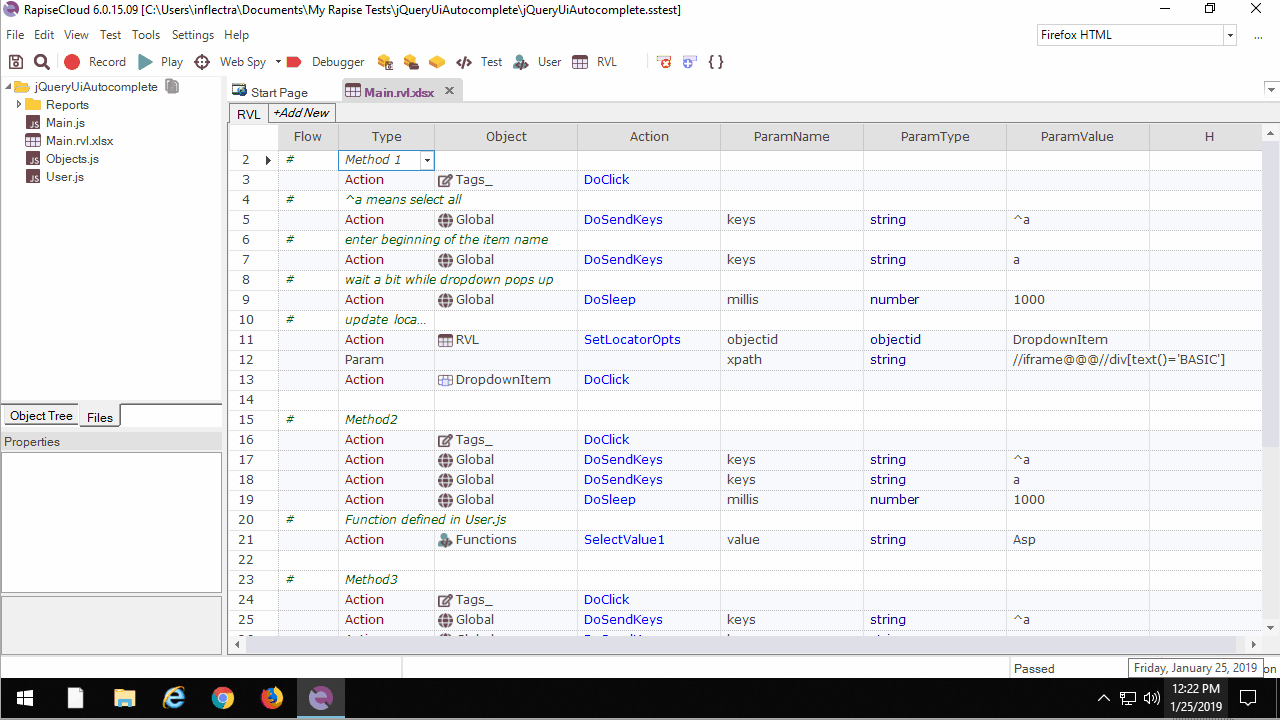 RapiseCloud 6.0.15.09 [C:\Users\inflectra\Documents\My Rapise Tests\jQueryUiAutocomplete\jQueryUiAutocomplete.sstest]
File Edit View Test Tools Settings Help
Firefox HTML ...
Record Play Web Spy Debugger Test User RVL
jQueryUiAutocomplete
Reports
Main.js
Main.rvl.xlsx
Objects.js
User.js
Object Tree Files
Properties
Start Page Main.rvl.xlsx
RVL +Add New
Flow Type Object Action ParamName ParamType ParamValue H
2 # Method 1
3 Action Tags_ DoClick
4 # ^a means select all
5 Action Global DoSendKeys keys string ^a
6 # enter beginning of the item name
7 Action Global DoSendKeys keys string a
8 # wait a bit while dropdown pops up
9 Action Global DoSleep millis number 1000
10 # update loca...
11 Action RVL SetLocatorOpts objectid objectid DropdownItem
12 Param xpath string //iframe@@@//div[text()='BASIC']
13 Action DropdownItem DoClick
14
15 # Method2
16 Action Tags_ DoClick
17 Action Global DoSendKeys keys string ^a
18 Action Global DoSendKeys keys string a
19 Action Global DoSleep millis number 1000
20 # Function defined in User.js
21 Action Functions SelectValue1 value string Asp
22
23 # Method3
24 Action Tags_ DoClick
25 Action Global DoSendKeys keys string ^a
Passed
Friday, January 25, 2019
12:22 PM
1/25/2019